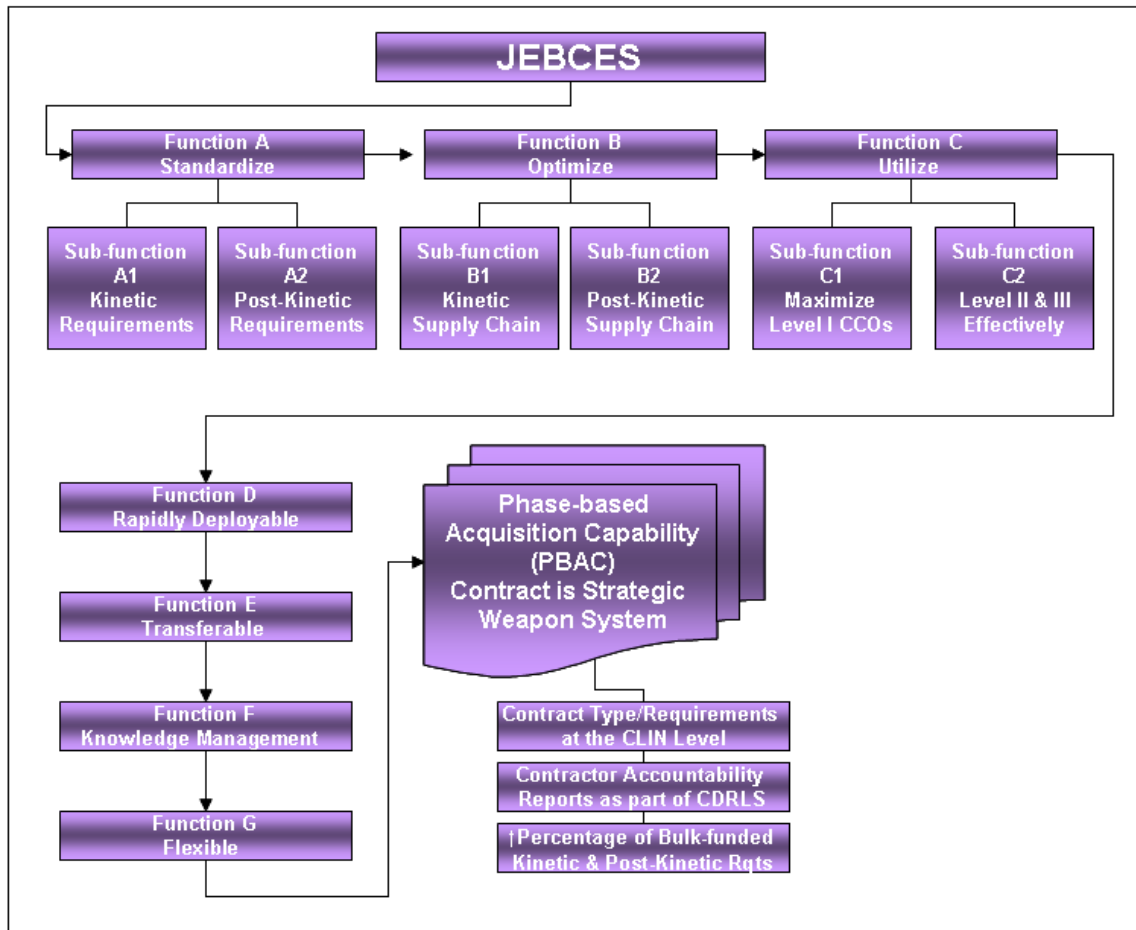 JEBCES
Function A
Standardize
Function B
Optimize
Function C
Utilize
Sub-function
A1
Kinetic
Requirements
Sub-function
A2
Post-Kinetic
Requirements
Sub-function
B1
Kinetic
Supply Chain
Sub-function
B2
Post-Kinetic
Supply Chain
Sub-function
C1
Maximize
Level I CCOs
Sub-function
C2
Level II & III
Effectively
Function D
Rapidly Deployable
Function E
Transferable
Function F
Knowledge Management
Function G
Flexible
Phase-based
Acquisition Capability
(PBAC)
Contract is Strategic
Weapon System
Contract Type/Requirements
at the CLIN Level
Contractor Accountability
Reports as part of CDRLS
↑Percentage of Bulk-funded
Kinetic & Post-Kinetic Rqts